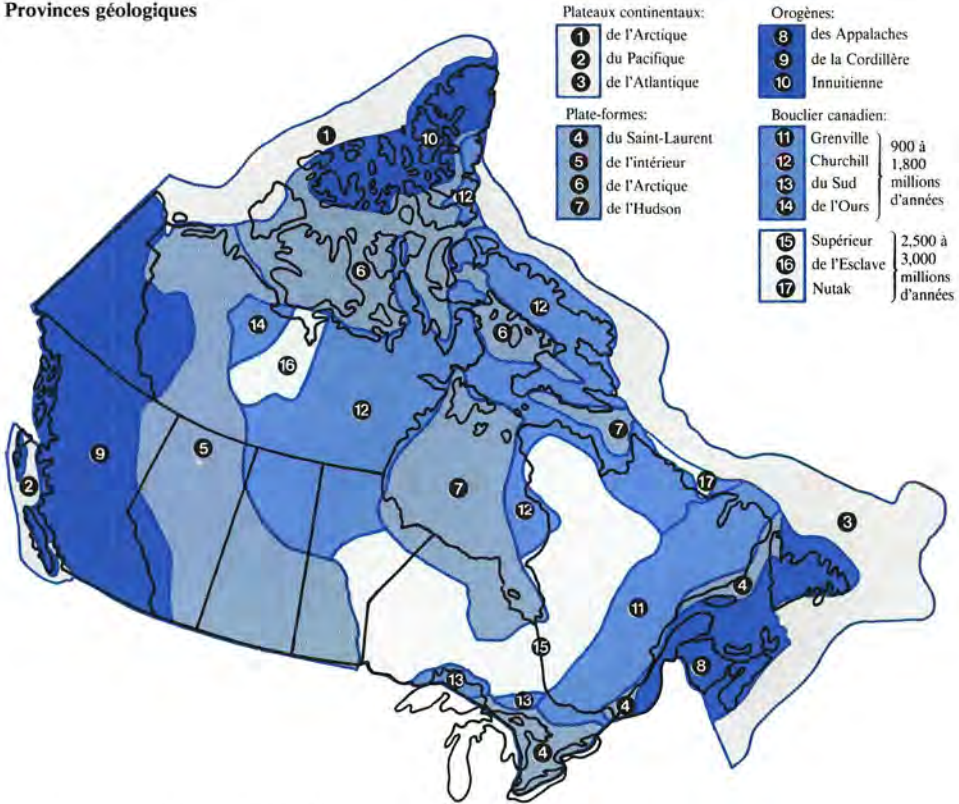 Provinces géologiques
Plateaux continentaux:
1 de l'Arctique
2 du Pacifique
3 de l'Atlantique
Plate-formes:
4 du Saint-Laurent
5 de l'intérieur
6 de l'Arctique
7 de l'Hudson
Orogènes:
8 des Appalaches
9 de la Cordillère
10 Innuitienne
Bouclier canadien:
11 Grenville
12 Churchill
13 du Sud
14 de l'Ours
900 à
1,800
millions
d'années
15 Supérieur
16 de l'Esclave
17 Nutak
2,500 à
3,000
millions
d'années
1
10
12
6
12
6
14
16
12
5
9
2
7
7
12
17
3
4
11
15
8
13
13
4
4